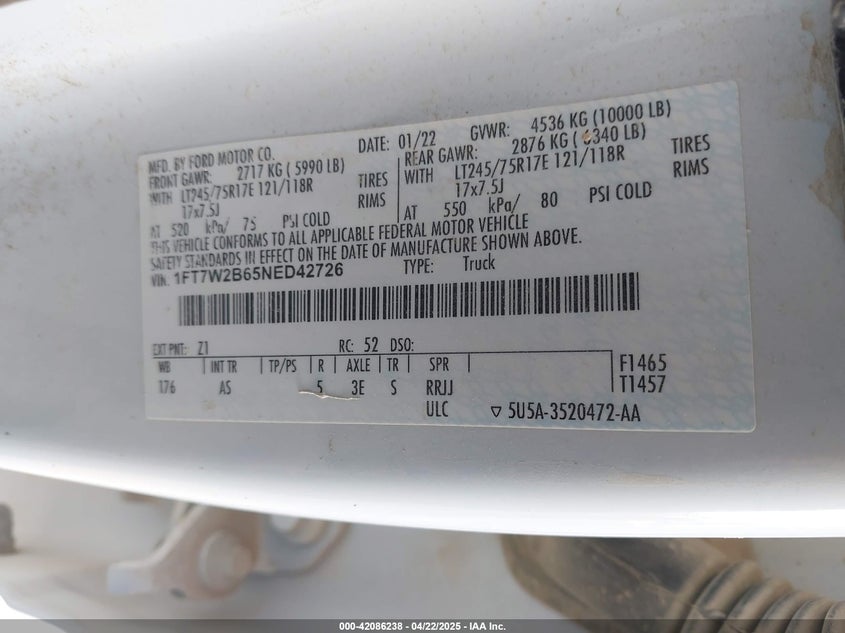 MFD. BY FORD MOTOR CO.
DATE: 01/22 GVWR: 4536 KG (10000 LB)
FRONT GAWR: 2717 KG ( 5990 LB)
REAR GAWR: 2876 KG ( 6340 LB)
WITH LT245/75R17E 121/118R TIRES
WITH LT245/75R17E 121/118R TIRES
17x7.5J RIMS
17x7.5J RIMS
AT 520 kPa/ 75 PSI COLD
AT 550 kPa/ 80 PSI COLD
THIS VEHICLE CONFORMS TO ALL APPLICABLE FEDERAL MOTOR VEHICLE
SAFETY STANDARDS IN EFFECT ON THE DATE OF MANUFACTURE SHOWN ABOVE.
VIN: 1FT7W2B65NED42726 TYPE: Truck
EXT PNT: Z1 RC: 52 DSO:
WB INT TR TP/PS R AXLE TR SPR F1465
176 AS 5 3E S RRJJ T1457
ULC ▽ 5U5A-3520472-AA
000-42086238 - 04/22/2025 - IAA Inc.